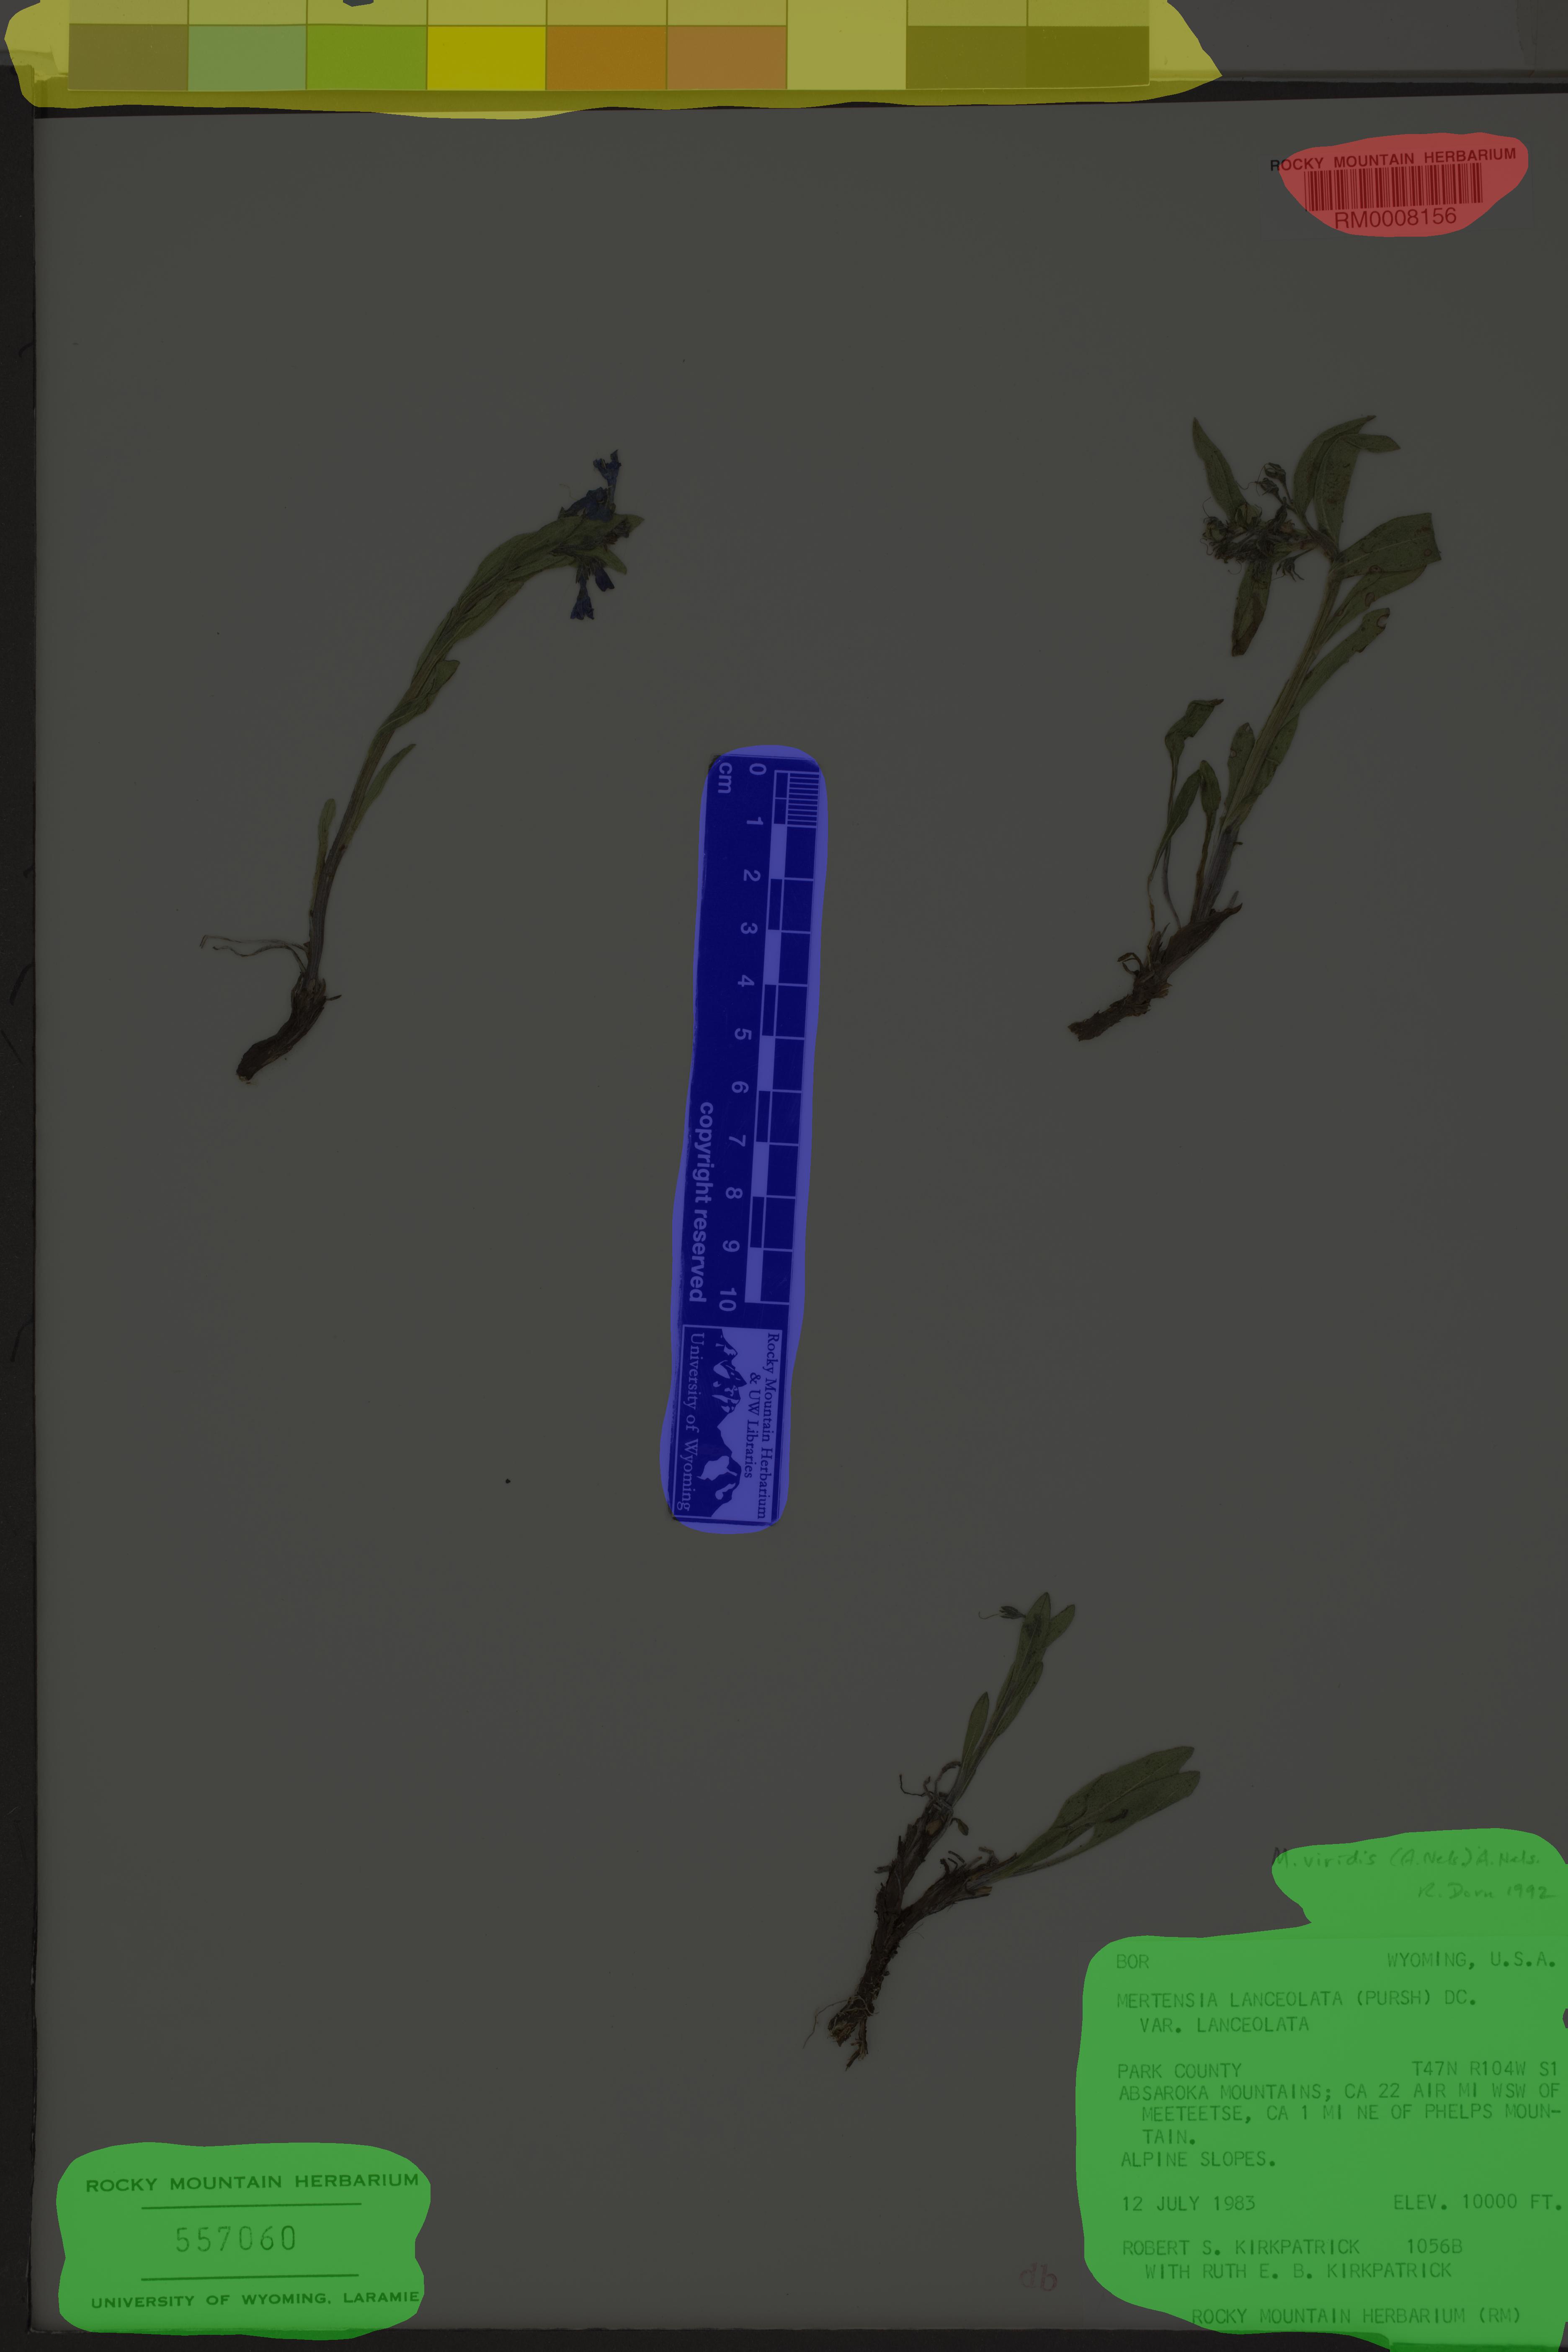 ROCKY MOUNTAIN HERBARIUM
RM0008156
cm
0 1 2 3 4 5 6 7 8 9 10
copyright reserved
Rocky Mountain Herbarium
& UW Libraries
University of Wyoming
M. viridis (A. Nels.) A. Nels.
R. Dorn 1992
BOR WYOMING, U.S.A.
MERTENSIA LANCEOLATA (PURSH) DC.
VAR. LANCEOLATA
PARK COUNTY T47N R104W S1
ABSAROKA MOUNTAINS; CA 22 AIR MI WSW OF
MEETEETSE, CA 1 MI NE OF PHELPS MOUN-
TAIN.
ALPINE SLOPES.
12 JULY 1983 ELEV. 10000 FT.
ROBERT S. KIRKPATRICK 1056B
WITH RUTH E. B. KIRKPATRICK
ROCKY MOUNTAIN HERBARIUM (RM)
ROCKY MOUNTAIN HERBARIUM
557060
UNIVERSITY OF WYOMING, LARAMIE
db